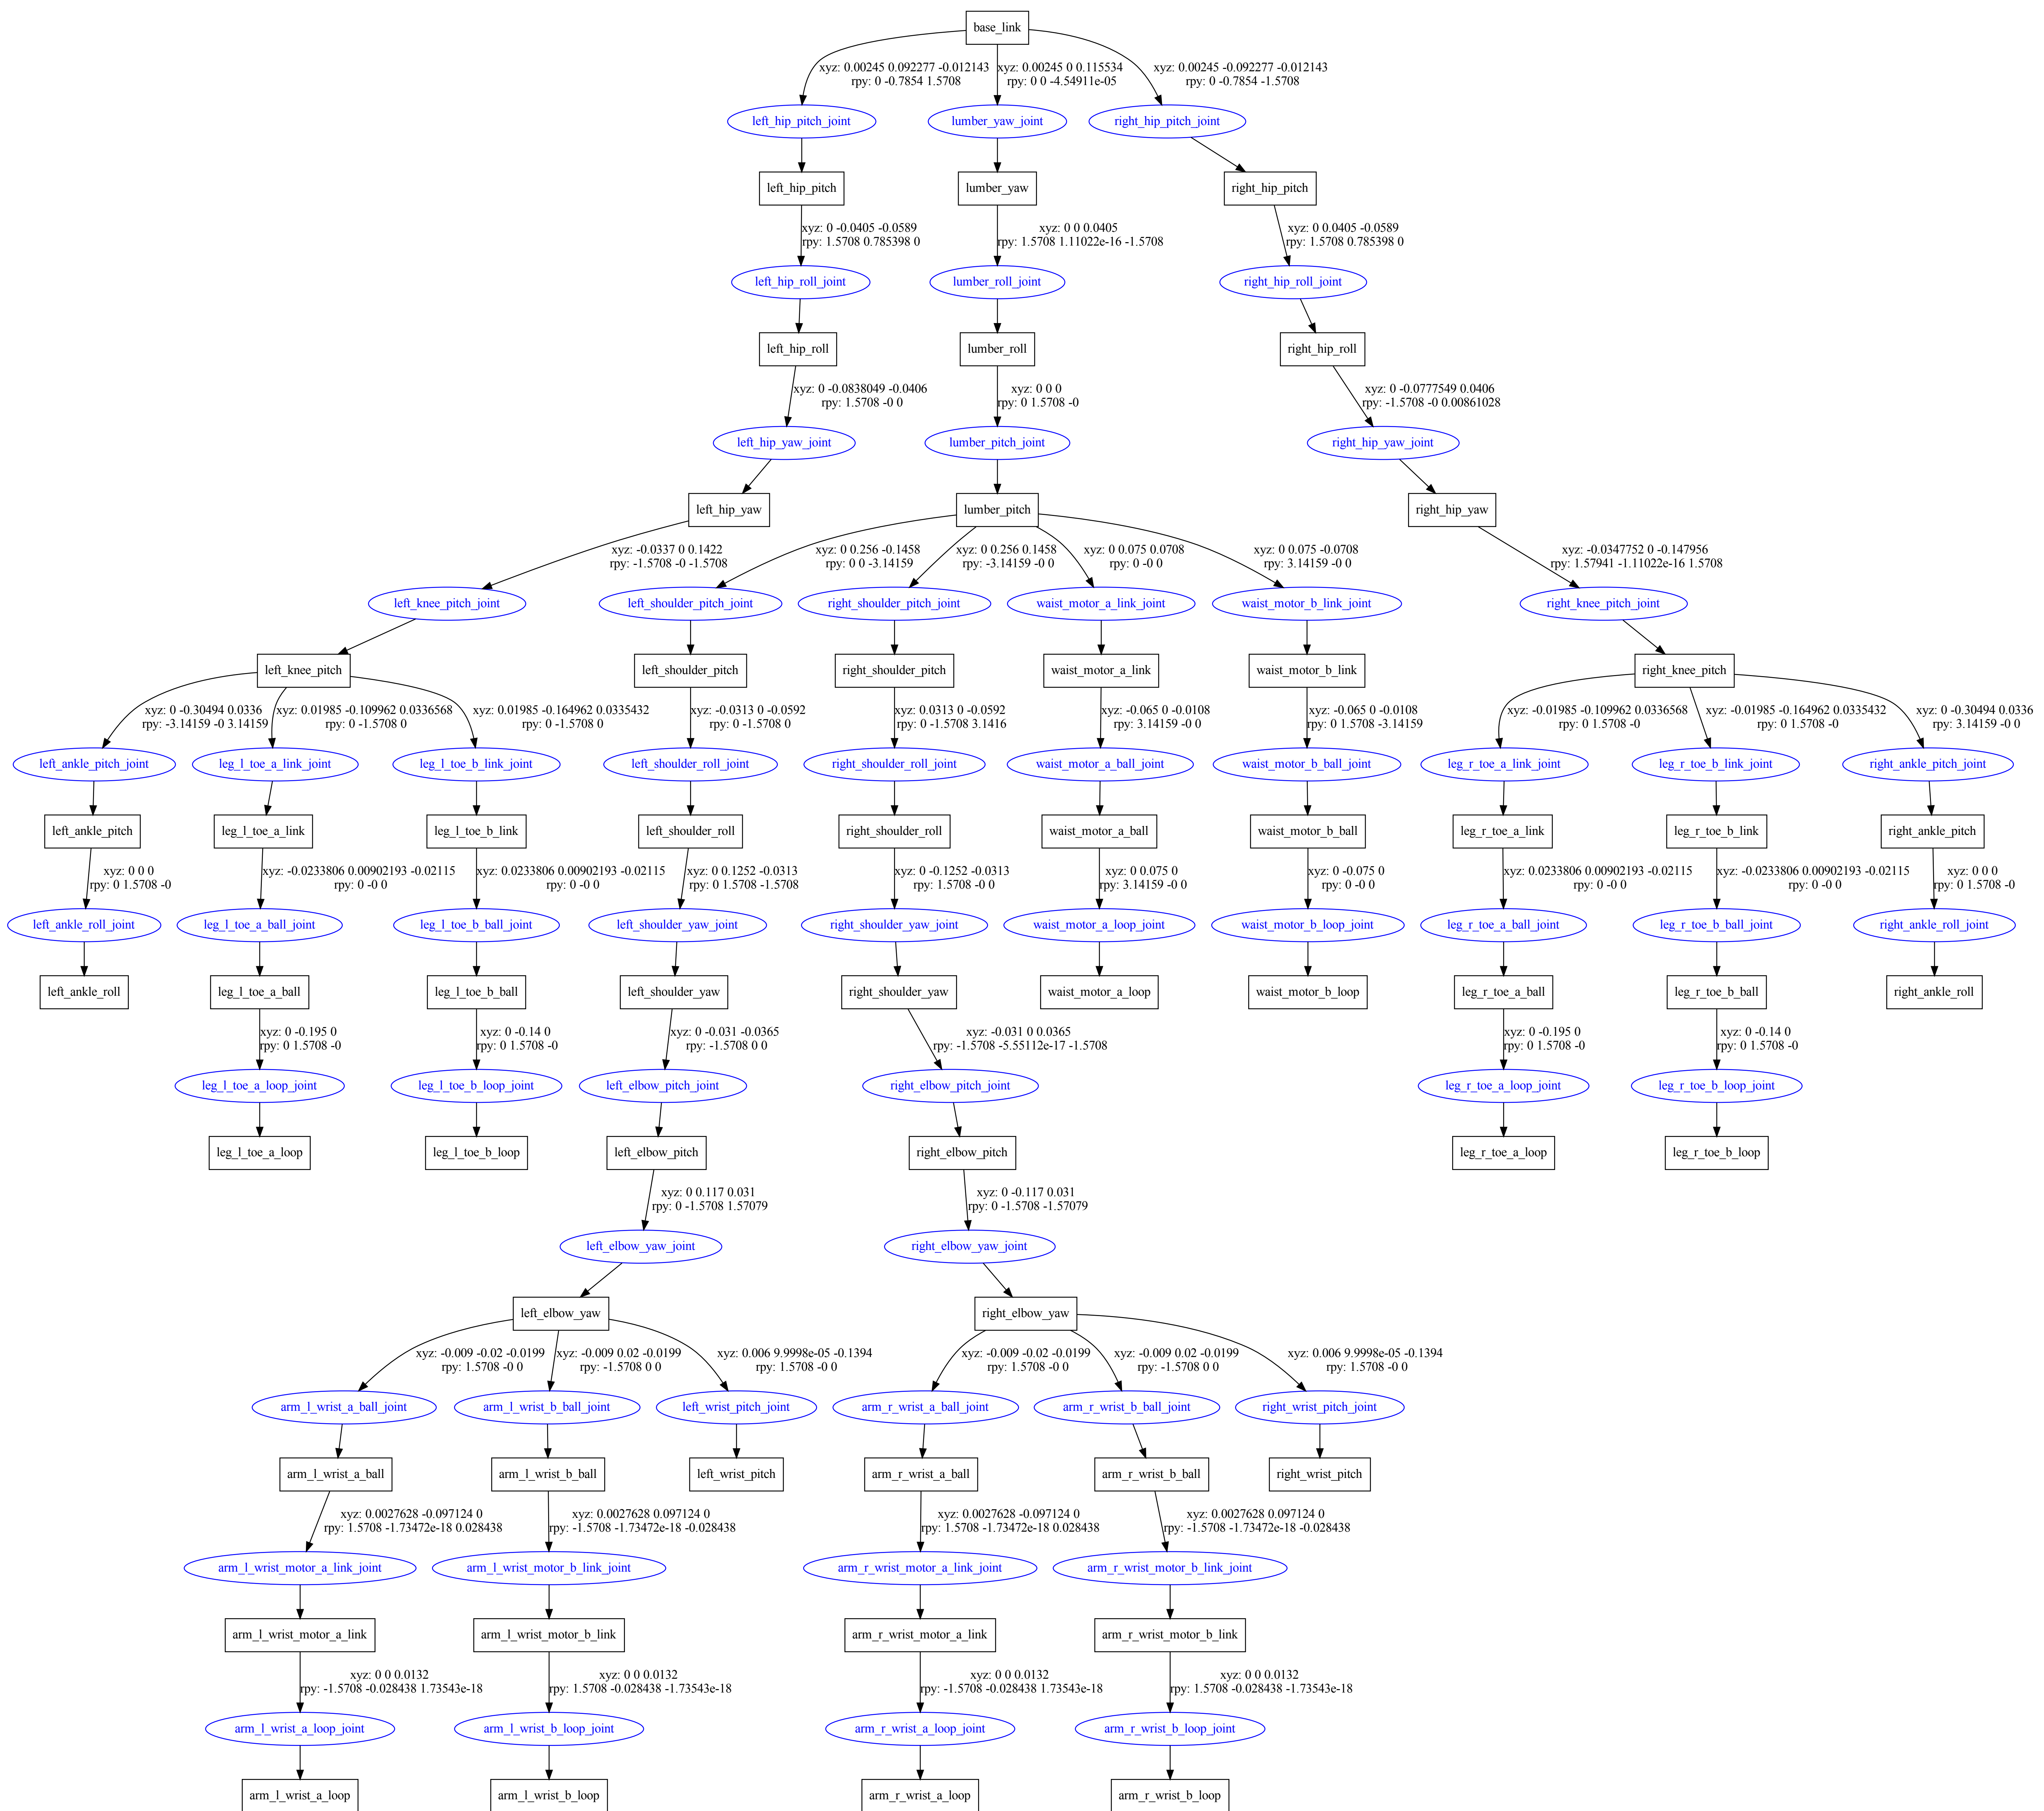 base_link
xyz: 0.00245 0.092277 -0.012143
rpy: 0 -0.7854 1.5708
xyz: 0.00245 0 0.115534
rpy: 0 0 -4.54911e-05
xyz: 0.00245 -0.092277 -0.012143
rpy: 0 -0.7854 -1.5708
left_hip_pitch_joint
lumber_yaw_joint
right_hip_pitch_joint
left_hip_pitch
lumber_yaw
right_hip_pitch
xyz: 0 -0.0405 -0.0589
rpy: 1.5708 0.785398 0
xyz: 0 0 0.0405
rpy: 1.5708 1.11022e-16 -1.5708
xyz: 0 0.0405 -0.0589
rpy: 1.5708 0.785398 0
left_hip_roll_joint
lumber_roll_joint
right_hip_roll_joint
left_hip_roll
lumber_roll
right_hip_roll
xyz: 0 -0.0838049 -0.0406
rpy: 1.5708 -0 0
xyz: 0 0 0
rpy: 0 1.5708 -0
xyz: 0 -0.0777549 0.0406
rpy: -1.5708 -0 0.00861028
left_hip_yaw_joint
lumber_pitch_joint
right_hip_yaw_joint
left_hip_yaw
lumber_pitch
right_hip_yaw
xyz: -0.0337 0 0.1422
rpy: -1.5708 -0 -1.5708
xyz: 0 0.256 -0.1458
rpy: 0 0 -3.14159
xyz: 0 0.256 0.1458
rpy: -3.14159 -0 0
xyz: 0 0.075 0.0708
rpy: 0 -0 0
xyz: 0 0.075 -0.0708
rpy: 3.14159 -0 0
xyz: -0.0347752 0 -0.147956
rpy: 1.57941 -1.11022e-16 1.5708
left_knee_pitch_joint
left_shoulder_pitch_joint
right_shoulder_pitch_joint
waist_motor_a_link_joint
waist_motor_b_link_joint
right_knee_pitch_joint
left_knee_pitch
left_shoulder_pitch
right_shoulder_pitch
waist_motor_a_link
waist_motor_b_link
right_knee_pitch
xyz: 0 -0.30494 0.0336
rpy: -3.14159 -0 3.14159
xyz: 0.01985 -0.109962 0.0336568
rpy: 0 -1.5708 0
xyz: 0.01985 -0.164962 0.0335432
rpy: 0 -1.5708 0
xyz: -0.0313 0 -0.0592
rpy: 0 -1.5708 0
xyz: 0.0313 0 -0.0592
rpy: 0 -1.5708 3.1416
xyz: -0.065 0 -0.0108
rpy: 3.14159 -0 0
xyz: -0.065 0 -0.0108
rpy: 0 1.5708 -3.14159
xyz: -0.01985 -0.109962 0.0336568
rpy: 0 1.5708 -0
xyz: -0.01985 -0.164962 0.0335432
rpy: 0 1.5708 -0
xyz: 0 -0.30494 0.0336
rpy: 3.14159 -0 0
left_ankle_pitch_joint
leg_l_toe_a_link_joint
leg_l_toe_b_link_joint
left_shoulder_roll_joint
right_shoulder_roll_joint
waist_motor_a_ball_joint
waist_motor_b_ball_joint
leg_r_toe_a_link_joint
leg_r_toe_b_link_joint
right_ankle_pitch_joint
left_ankle_pitch
leg_l_toe_a_link
leg_l_toe_b_link
left_shoulder_roll
right_shoulder_roll
waist_motor_a_ball
waist_motor_b_ball
leg_r_toe_a_link
leg_r_toe_b_link
right_ankle_pitch
xyz: 0 0 0
rpy: 0 1.5708 -0
xyz: -0.0233806 0.00902193 -0.02115
rpy: 0 -0 0
xyz: 0.0233806 0.00902193 -0.02115
rpy: 0 -0 0
xyz: 0 0.1252 -0.0313
rpy: 0 1.5708 -1.5708
xyz: 0 -0.1252 -0.0313
rpy: 1.5708 -0 0
xyz: 0 0.075 0
rpy: 3.14159 -0 0
xyz: 0 -0.075 0
rpy: 0 -0 0
xyz: 0.0233806 0.00902193 -0.02115
rpy: 0 -0 0
xyz: -0.0233806 0.00902193 -0.02115
rpy: 0 -0 0
xyz: 0 0 0
rpy: 0 1.5708 -0
left_ankle_roll_joint
leg_l_toe_a_ball_joint
leg_l_toe_b_ball_joint
left_shoulder_yaw_joint
right_shoulder_yaw_joint
waist_motor_a_loop_joint
waist_motor_b_loop_joint
leg_r_toe_a_ball_joint
leg_r_toe_b_ball_joint
right_ankle_roll_joint
left_ankle_roll
leg_l_toe_a_ball
leg_l_toe_b_ball
left_shoulder_yaw
right_shoulder_yaw
waist_motor_a_loop
waist_motor_b_loop
leg_r_toe_a_ball
leg_r_toe_b_ball
right_ankle_roll
xyz: 0 -0.195 0
rpy: 0 1.5708 -0
xyz: 0 -0.14 0
rpy: 0 1.5708 -0
xyz: 0 -0.031 -0.0365
rpy: -1.5708 0 0
xyz: -0.031 0 0.0365
rpy: -1.5708 -5.55112e-17 -1.5708
xyz: 0 -0.195 0
rpy: 0 1.5708 -0
xyz: 0 -0.14 0
rpy: 0 1.5708 -0
leg_l_toe_a_loop_joint
leg_l_toe_b_loop_joint
left_elbow_pitch_joint
right_elbow_pitch_joint
leg_r_toe_a_loop_joint
leg_r_toe_b_loop_joint
leg_l_toe_a_loop
leg_l_toe_b_loop
left_elbow_pitch
right_elbow_pitch
leg_r_toe_a_loop
leg_r_toe_b_loop
xyz: 0 0.117 0.031
rpy: 0 -1.5708 1.57079
xyz: 0 -0.117 0.031
rpy: 0 -1.5708 -1.57079
left_elbow_yaw_joint
right_elbow_yaw_joint
left_elbow_yaw
right_elbow_yaw
xyz: -0.009 -0.02 -0.0199
rpy: 1.5708 -0 0
xyz: -0.009 0.02 -0.0199
rpy: -1.5708 0 0
xyz: 0.006 9.9998e-05 -0.1394
rpy: 1.5708 -0 0
xyz: -0.009 -0.02 -0.0199
rpy: 1.5708 -0 0
xyz: -0.009 0.02 -0.0199
rpy: -1.5708 0 0
xyz: 0.006 9.9998e-05 -0.1394
rpy: 1.5708 -0 0
arm_l_wrist_a_ball_joint
arm_l_wrist_b_ball_joint
left_wrist_pitch_joint
arm_r_wrist_a_ball_joint
arm_r_wrist_b_ball_joint
right_wrist_pitch_joint
arm_l_wrist_a_ball
arm_l_wrist_b_ball
left_wrist_pitch
arm_r_wrist_a_ball
arm_r_wrist_b_ball
right_wrist_pitch
xyz: 0.0027628 -0.097124 0
rpy: 1.5708 -1.73472e-18 0.028438
xyz: 0.0027628 0.097124 0
rpy: -1.5708 -1.73472e-18 -0.028438
xyz: 0.0027628 -0.097124 0
rpy: 1.5708 -1.73472e-18 0.028438
xyz: 0.0027628 0.097124 0
rpy: -1.5708 -1.73472e-18 -0.028438
arm_l_wrist_motor_a_link_joint
arm_l_wrist_motor_b_link_joint
arm_r_wrist_motor_a_link_joint
arm_r_wrist_motor_b_link_joint
arm_l_wrist_motor_a_link
arm_l_wrist_motor_b_link
arm_r_wrist_motor_a_link
arm_r_wrist_motor_b_link
xyz: 0 0 0.0132
rpy: -1.5708 -0.028438 1.73543e-18
xyz: 0 0 0.0132
rpy: 1.5708 -0.028438 -1.73543e-18
xyz: 0 0 0.0132
rpy: -1.5708 -0.028438 1.73543e-18
xyz: 0 0 0.0132
rpy: 1.5708 -0.028438 -1.73543e-18
arm_l_wrist_a_loop_joint
arm_l_wrist_b_loop_joint
arm_r_wrist_a_loop_joint
arm_r_wrist_b_loop_joint
arm_l_wrist_a_loop
arm_l_wrist_b_loop
arm_r_wrist_a_loop
arm_r_wrist_b_loop